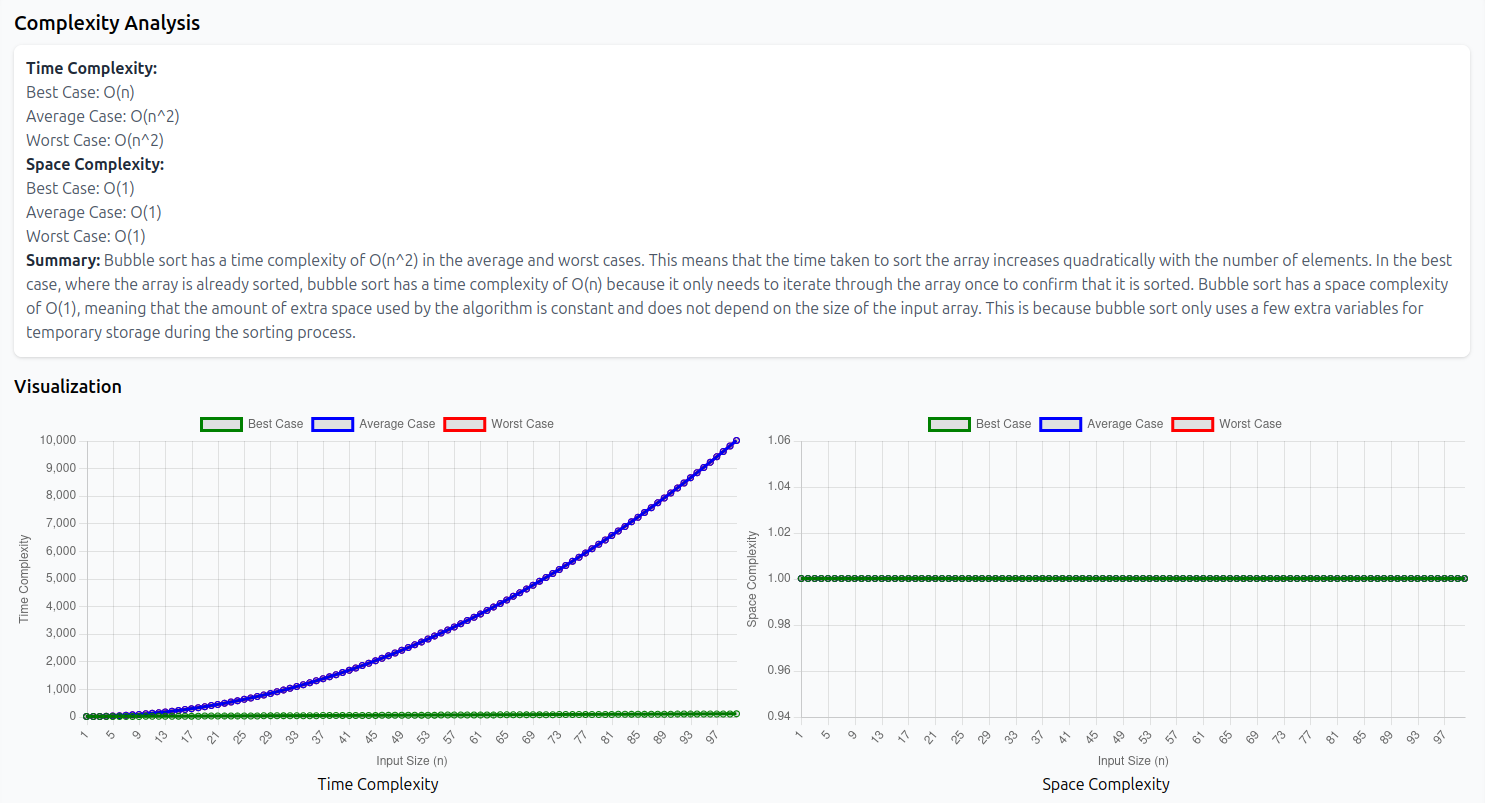 Complexity Analysis
Time Complexity:
Best Case: O(n)
Average Case: O(n^2)
Worst Case: O(n^2)
Space Complexity:
Best Case: O(1)
Average Case: O(1)
Worst Case: O(1)
Summary: Bubble sort has a time complexity of O(n^2) in the average and worst cases. This means that the time taken to sort the array increases quadratically with the number of elements. In the best
case, where the array is already sorted, bubble sort has a time complexity of O(n) because it only needs to iterate through the array once to confirm that it is sorted. Bubble sort has a space complexity
of O(1), meaning that the amount of extra space used by the algorithm is constant and does not depend on the size of the input array. This is because bubble sort only uses a few extra variables for
temporary storage during the sorting process.
Visualization
Best Case Average Case Worst Case
10,000
9,000
8,000
7,000
6,000
5,000
4,000
3,000
2,000
1,000
0
Time Complexity
1 5 9 13 17 21 25 29 33 37 41 45 49 53 57 61 65 69 73 77 81 85 89 93 97
Input Size (n)
Time Complexity
Best Case Average Case Worst Case
1.06
1.04
1.02
1.00
0.98
0.96
0.94
Space Complexity
1 5 9 13 17 21 25 29 33 37 41 45 49 53 57 61 65 69 73 77 81 85 89 93 97
Input Size (n)
Space Complexity